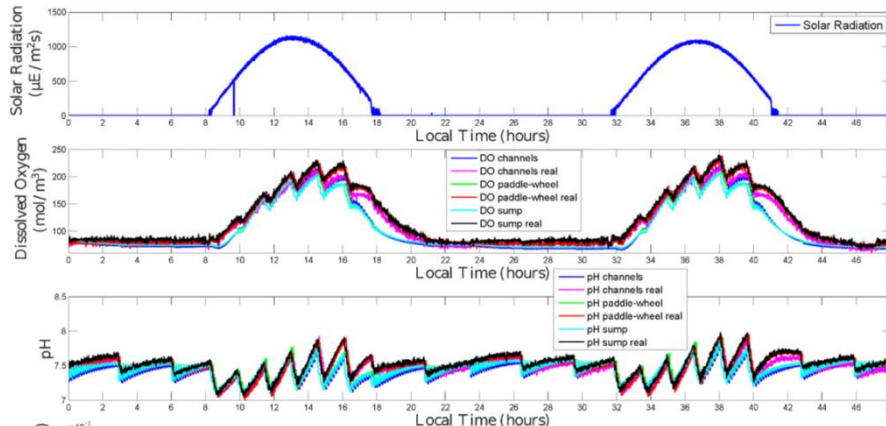 Solar Radiation
(μE / m²s)
1500
1000
500
0
Solar Radiation
0 2 4 6 8 10 12 14 16 18 20 22 24 26 28 30 32 34 36 38 40 42 44 46
Local Time (hours)
Dissolved Oxygen
(mol/ m³)
250
200
150
100
DO channels
DO channels real
DO paddle-wheel
DO paddle-wheel real
DO sump
DO sump real
0 2 4 6 8 10 12 14 16 18 20 22 24 26 28 30 32 34 36 38 40 42 44 46
Local Time (hours)
pH
8.5
8
7.5
7
pH channels
pH channels real
pH paddle-wheel
pH paddle-wheel real
pH sump
pH sump real
0 2 4 6 8 10 12 14 16 18 20 22 24 26 28 30 32 34 36 38 40 42 44 46
Local Time (hours)